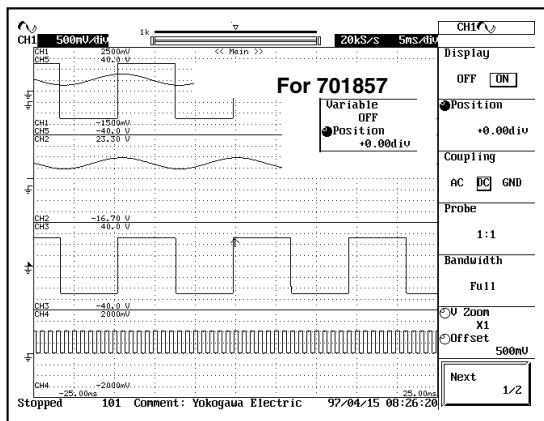 CH1
CH1 500mV/div 1k 20kS/s 5ms/div
<< Main >>
CH1 2500mV
CH5 40.0 V
For 701857
Variable
OFF
Position
+0.00div
CH1 -1500mV
CH5 -40.0 V
CH2 23.30 V
CH2 -16.70 V
CH3 40.0 V
CH3 -40.0 V
CH4 2000mV
CH4 -2000mV
-25.00ms 25.00ms
Stopped 101 Comment: Yokogawa Electric 97/04/15 08:26:20
Display
OFF ON
Position
+0.00div
Coupling
AC DC GND
Probe
1:1
Bandwidth
Full
V Zoom
X1
Offset
500mV
Next
1/2